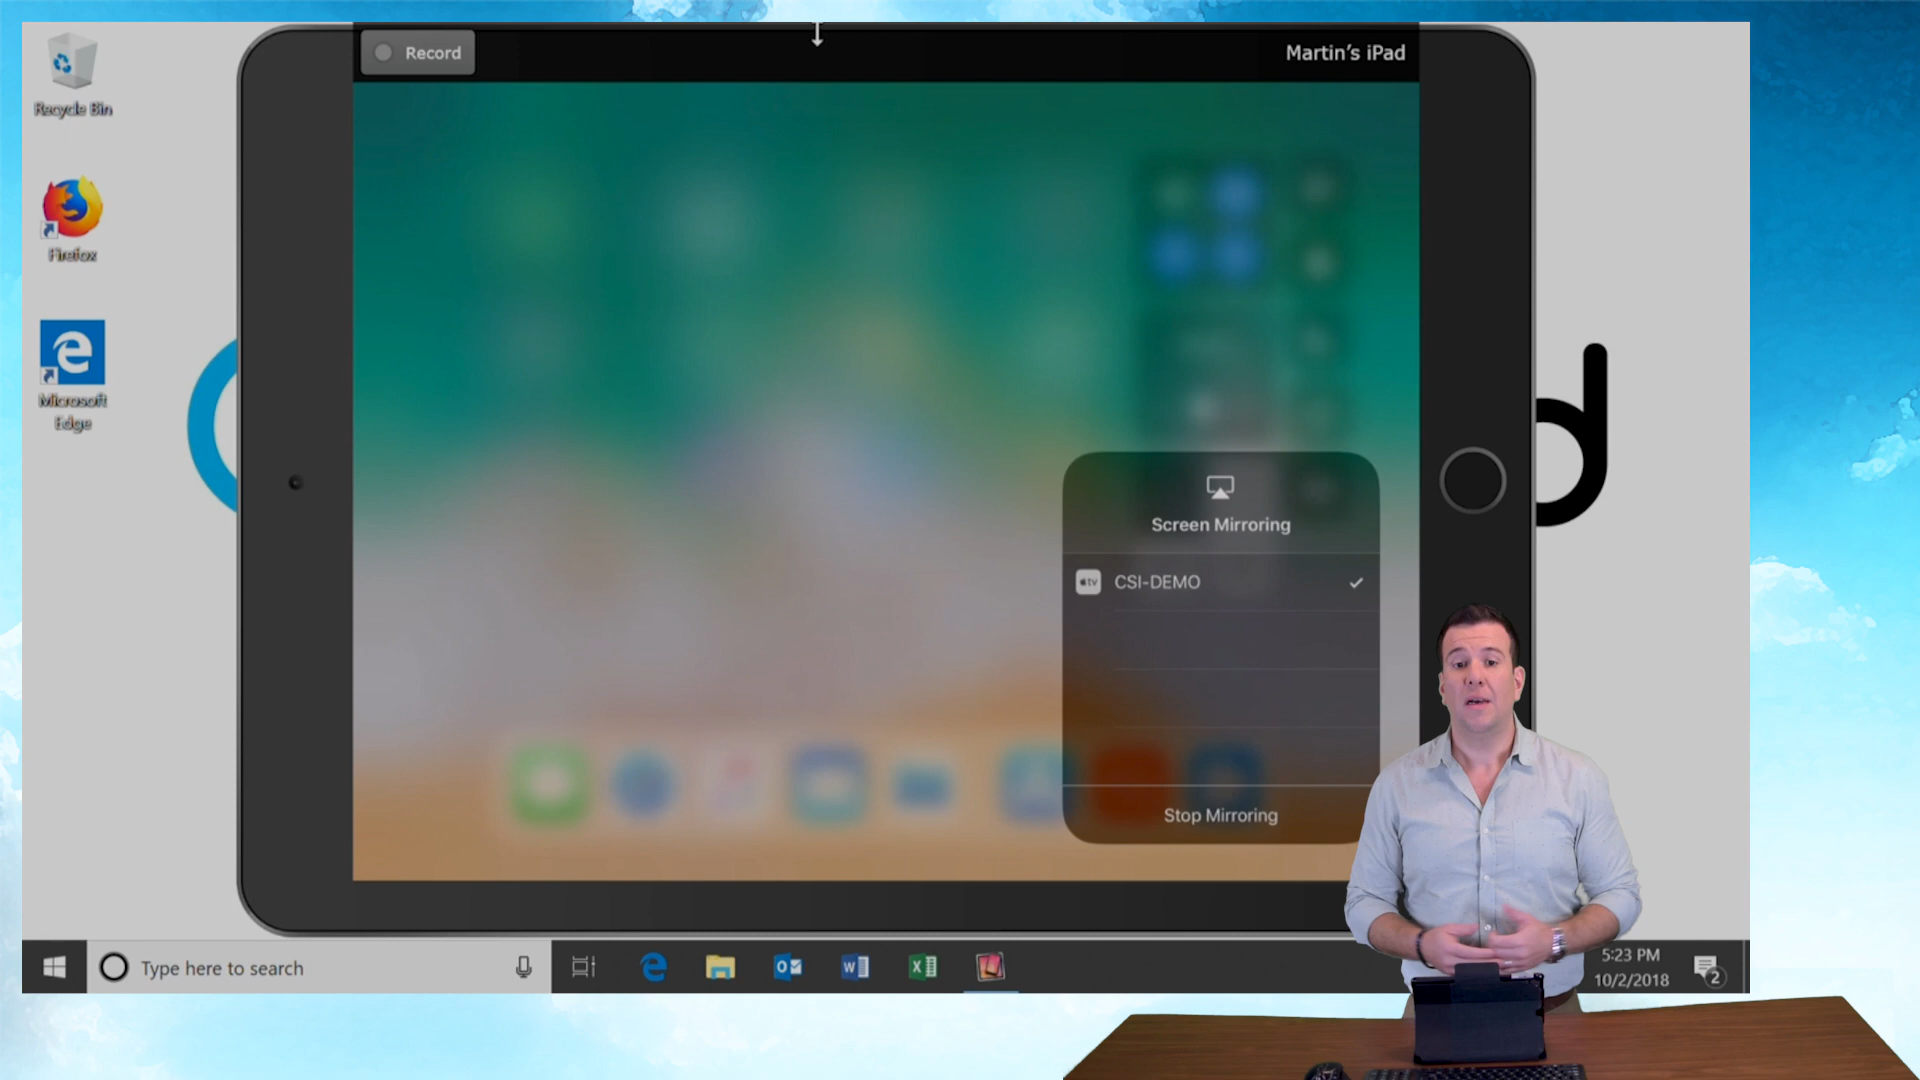 Record
Martin's iPad
Recycle Bin
Firefox
Microsoft
Edge
d
Screen Mirroring
tv
CSI-DEMO
Stop Mirroring
Type here to search
5:23 PM
10/2/2018
2